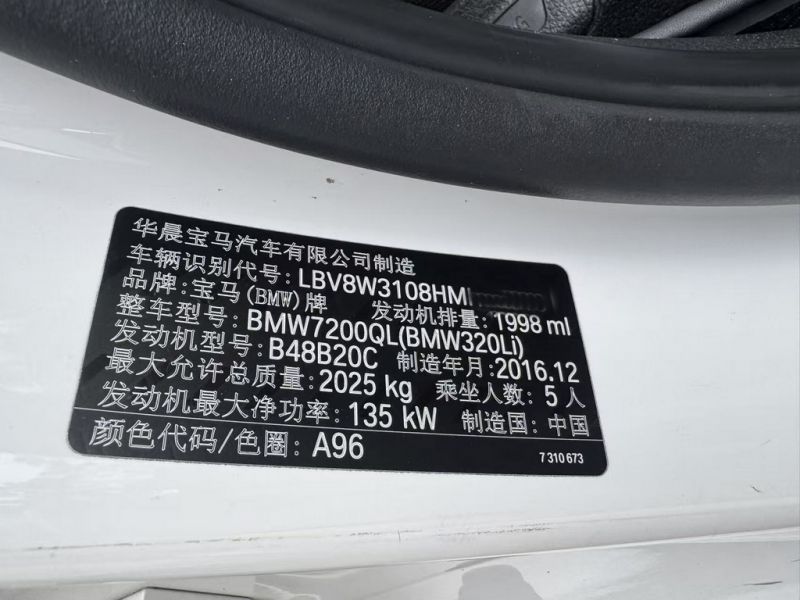 华晨宝马汽车有限公司制造
车辆识别代号: LBV8W3108HM
品牌: 宝马(BMW)牌 发动机排量: 1998 ml
整车型号: BMW7200QL(BMW320Li)
发动机型号: B48B20C 制造年月: 2016.12
最大允许总质量: 2025 kg 乘坐人数: 5 人
发动机最大净功率: 135 kW 制造国: 中国
颜色代码/色圈: A96
7 310 673